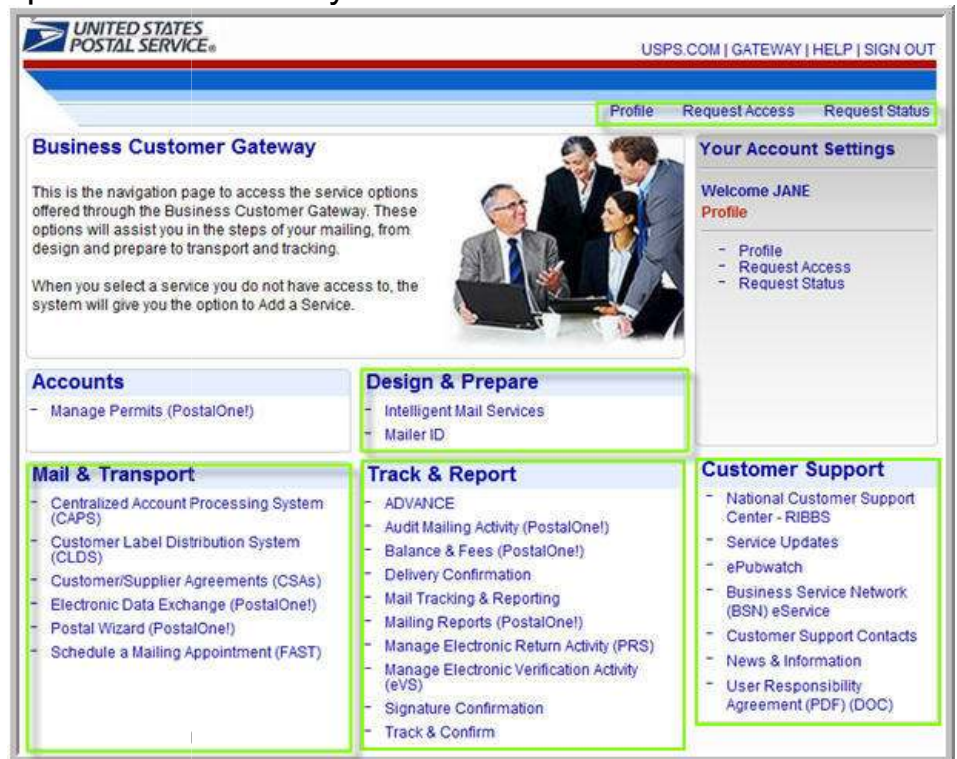 UNITED STATES
POSTAL SERVICE®
USPS.COM | GATEWAY | HELP | SIGN OUT
Profile Request Access Request Status
Business Customer Gateway
This is the navigation page to access the service options
offered through the Business Customer Gateway. These
options will assist you in the steps of your mailing, from
design and prepare to transport and tracking.
When you select a service you do not have access to, the
system will give you the option to Add a Service.
Your Account Settings
Welcome JANE
Profile
- Profile
- Request Access
- Request Status
Accounts
- Manage Permits (PostalOne!)
Design & Prepare
- Intelligent Mail Services
- Mailer ID
Mail & Transport
- Centralized Account Processing System
(CAPS)
- Customer Label Distribution System
(CLDS)
- Customer/Supplier Agreements (CSAs)
- Electronic Data Exchange (PostalOne!)
- Postal Wizard (PostalOne!)
- Schedule a Mailing Appointment (FAST)
Track & Report
- ADVANCE
- Audit Mailing Activity (PostalOne!)
- Balance & Fees (PostalOne!)
- Delivery Confirmation
- Mail Tracking & Reporting
- Mailing Reports (PostalOne!)
- Manage Electronic Return Activity (PRS)
- Manage Electronic Verification Activity
(eVS)
- Signature Confirmation
- Track & Confirm
Customer Support
- National Customer Support
Center - RIBBS
- Service Updates
- ePubwatch
- Business Service Network
(BSN) eService
- Customer Support Contacts
- News & Information
- User Responsibility
Agreement (PDF) (DOC)